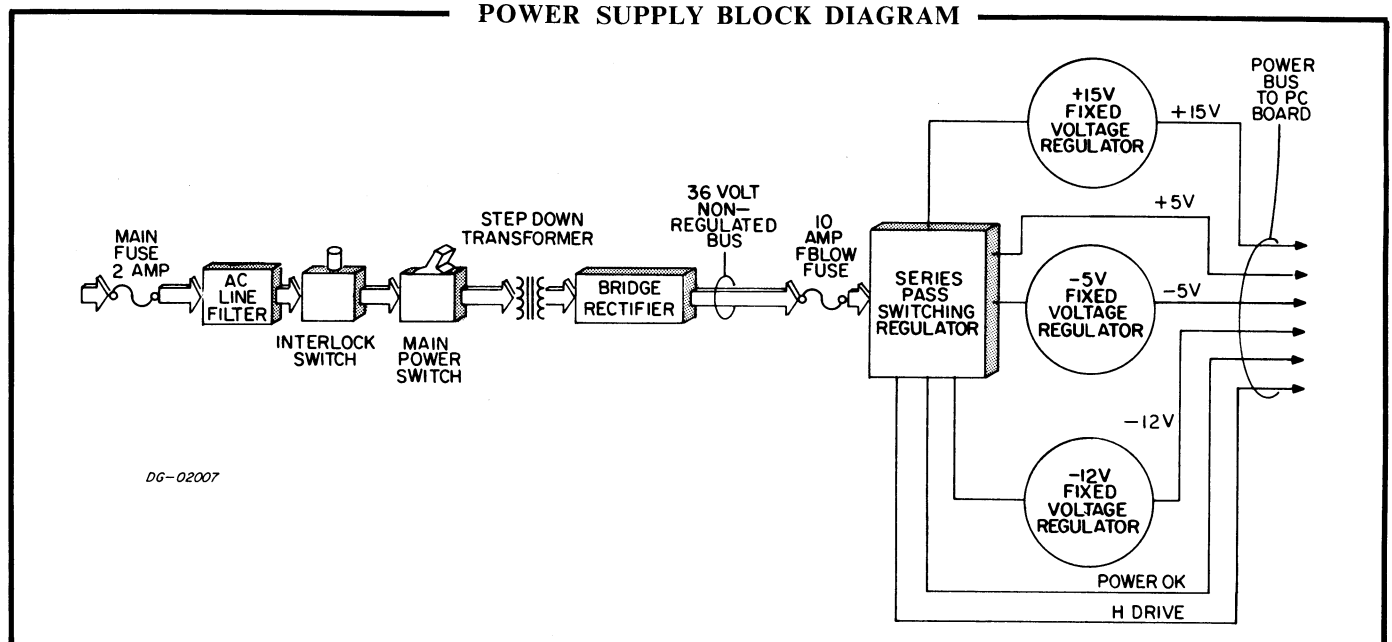 POWER SUPPLY BLOCK DIAGRAM
MAIN
FUSE
2 AMP
AC
LINE
FILTER
INTERLOCK
SWITCH
MAIN
POWER
SWITCH
STEP DOWN
TRANSFORMER
BRIDGE
RECTIFIER
36 VOLT
NON-
REGULATED
BUS
10
AMP
FBLOW
FUSE
SERIES
PASS
SWITCHING
REGULATOR
+15V
FIXED
VOLTAGE
REGULATOR
+15V
POWER
BUS
TO PC
BOARD
+5V
-5V
FIXED
VOLTAGE
REGULATOR
-5V
-12V
-12V
FIXED
VOLTAGE
REGULATOR
POWER OK
H DRIVE
DG-02007